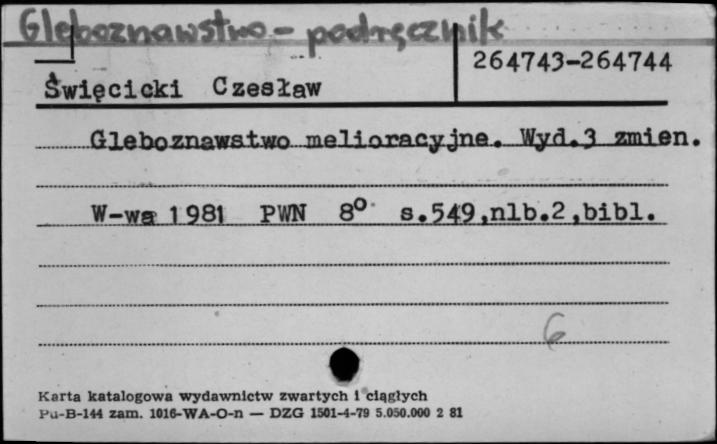 Gleboznawstwo - podręcznik
264743-264744
Święcicki Czesław
Gleboznawstwo melioracyjne. Wyd.3 zmien.
W-wa 1981 PWN 8° s.549,nlb.2,bibl.
6
Karta katalogowa wydawnictw zwartych i ciągłych
Pu-B-144 zam. 1016-WA-O-n — DZG 1501-4-79 5.050.000 2 81